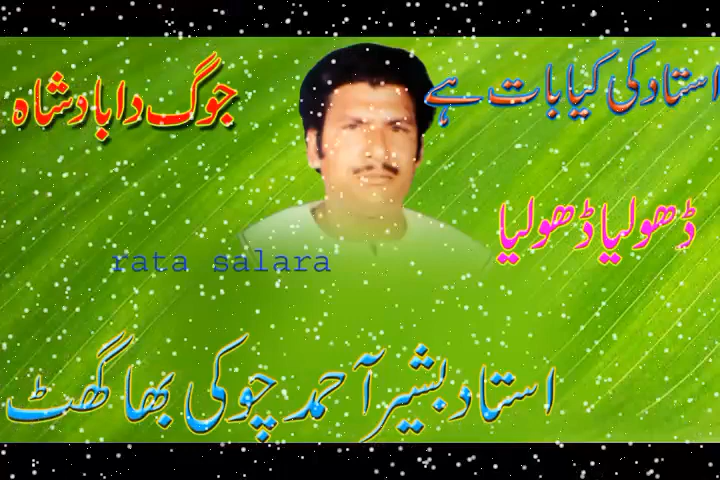 استاد کی کیا بات ہے
جوگ دا بادشاہ
ڈھولیا ڈھولیا
rata salara
استاد بشیر آحمد چوکی بھاگھٹ